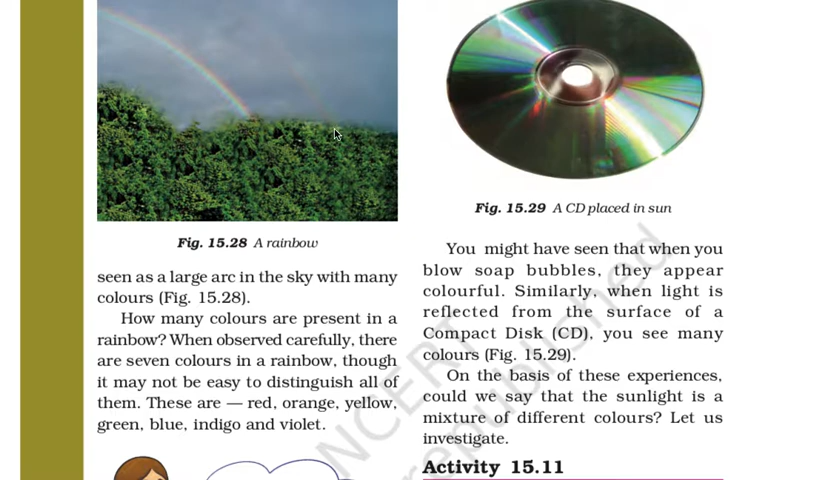 Fig. 15.28 A rainbow
seen as a large arc in the sky with many
colours (Fig. 15.28).
How many colours are present in a
rainbow? When observed carefully, there
are seven colours in a rainbow, though
it may not be easy to distinguish all of
them. These are — red, orange, yellow,
green, blue, indigo and violet.
Fig. 15.29 A CD placed in sun
You might have seen that when you
blow soap bubbles, they appear
colourful. Similarly, when light is
reflected from the surface of a
Compact Disk (CD), you see many
colours (Fig. 15.29).
On the basis of these experiences,
could we say that the sunlight is a
mixture of different colours? Let us
investigate.
Activity 15.11
NCERT
republished